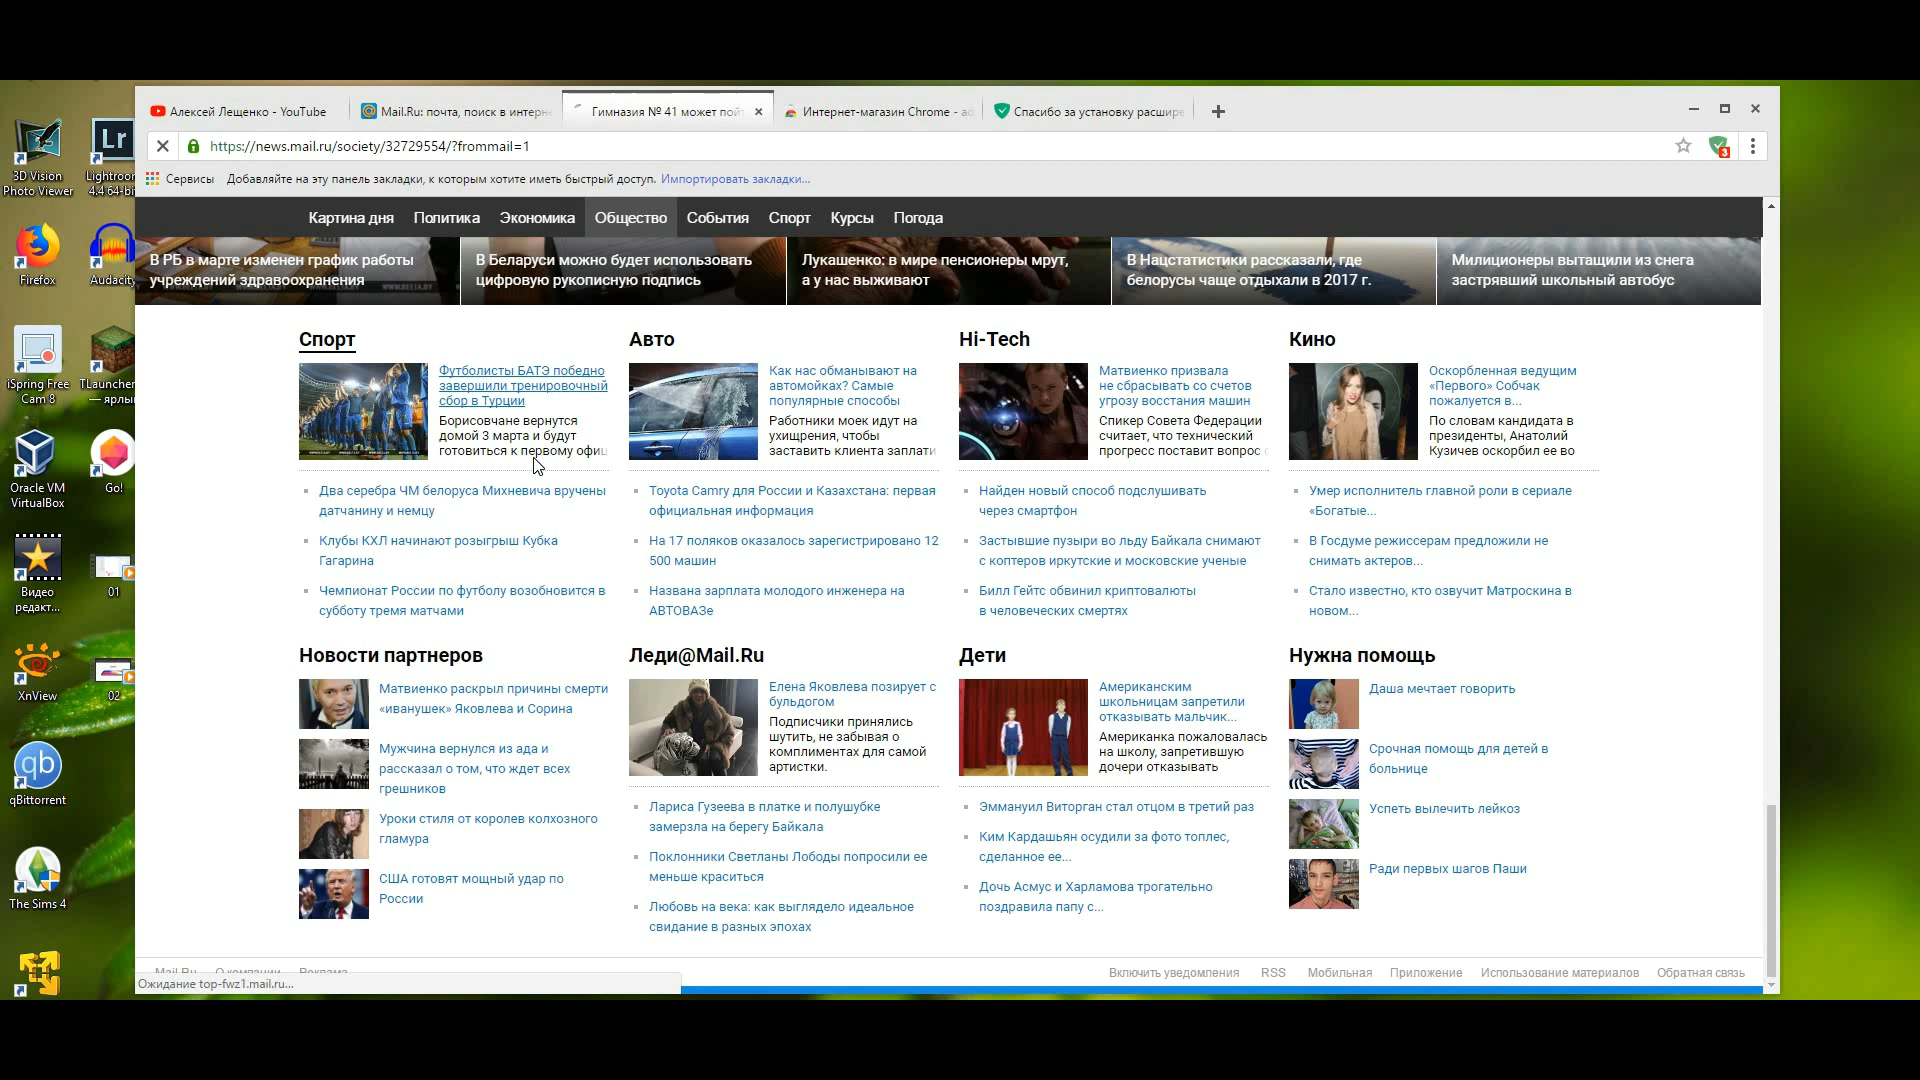 Алексей Лещенко - YouTube
Mail.Ru: почта, поиск в интерне
Гимназия № 41 может пойт
Интернет-магазин Chrome - ad
Спасибо за установку расшире
https://news.mail.ru/society/32729554/?frommail=1
3
Сервисы
Добавляйте на эту панель закладки, к которым хотите иметь быстрый доступ. Импортировать закладки...
Картина дня
Политика
Экономика
Общество
События
Спорт
Курсы
Погода
В РБ в марте изменен график работы
учреждений здравоохранения
В Беларуси можно будет использовать
цифровую рукописную подпись
Лукашенко: в мире пенсионеры мрут,
а у нас выживают
В Нацстатистики рассказали, где
белорусы чаще отдыхали в 2017 г.
Милиционеры вытащили из снега
застрявший школьный автобус
Спорт
Футболисты БАТЭ победно
завершили тренировочный
сбор в Турции
Борисовчане вернутся
домой 3 марта и будут
готовиться к первому офиц
Два серебра ЧМ белоруса Михневича вручены
датчанину и немцу
Клубы КХЛ начинают розыгрыш Кубка
Гагарина
Чемпионат России по футболу возобновится в
субботу тремя матчами
Авто
Как нас обманывают на
автомойках? Самые
популярные способы
Работники моек идут на
ухищрения, чтобы
заставить клиента заплати
Toyota Camry для России и Казахстана: первая
официальная информация
На 17 поляков оказалось зарегистрировано 12
500 машин
Названа зарплата молодого инженера на
АВТОВАЗе
Hi-Tech
Матвиенко призвала
не сбрасывать со счетов
угрозу восстания машин
Спикер Совета Федерации
считает, что технический
прогресс поставит вопрос
Найден новый способ подслушивать
через смартфон
Застывшие пузыри во льду Байкала снимают
с коптеров иркутские и московские ученые
Билл Гейтс обвинил криптовалюты
в человеческих смертях
Кино
Оскорбленная ведущим
«Первого» Собчак
пожалуется в...
По словам кандидата в
президенты, Анатолий
Кузичев оскорбил ее во
Умер исполнитель главной роли в сериале
«Богатые...
В Госдуме режиссерам предложили не
снимать актеров...
Стало известно, кто озвучит Матроскина в
новом...
Новости партнеров
Матвиенко раскрыл причины смерти
«иванушек» Яковлева и Сорина
Мужчина вернулся из ада и
рассказал о том, что ждет всех
грешников
Уроки стиля от королев колхозного
гламура
США готовят мощный удар по
России
Леди@Mail.Ru
Елена Яковлева позирует с
бульдогом
Подписчики принялись
шутить, не забывая о
комплиментах для самой
артистки.
Лариса Гузеева в платке и полушубке
замерзла на берегу Байкала
Поклонники Светланы Лободы попросили ее
меньше краситься
Любовь на века: как выглядело идеальное
свидание в разных эпохах
Дети
Американским
школьницам запретили
отказывать мальчик...
Американка пожаловалась
на школу, запретившую
дочери отказывать
Эммануил Виторган стал отцом в третий раз
Ким Кардашьян осудили за фото топлес,
сделанное ее...
Дочь Асмус и Харламова трогательно
поздравила папу с...
Нужна помощь
Даша мечтает говорить
Срочная помощь для детей в
больнице
Успеть вылечить лейкоз
Ради первых шагов Паши
Mail.Ru
О компании
Реклама
Включить уведомления
RSS
Мобильная
Приложение
Использование материалов
Обратная связь
Ожидание top-fwz1.mail.ru...
3D Vision
Photo Viewer
Lr
Lightroom
4.4 64-bit
Firefox
Audacity
iSpring Free
Cam 8
TLauncher
— ярлы
Oracle VM
VirtualBox
Go!
Видео
редакт...
01
XnView
02
qb
qBittorrent
The Sims 4